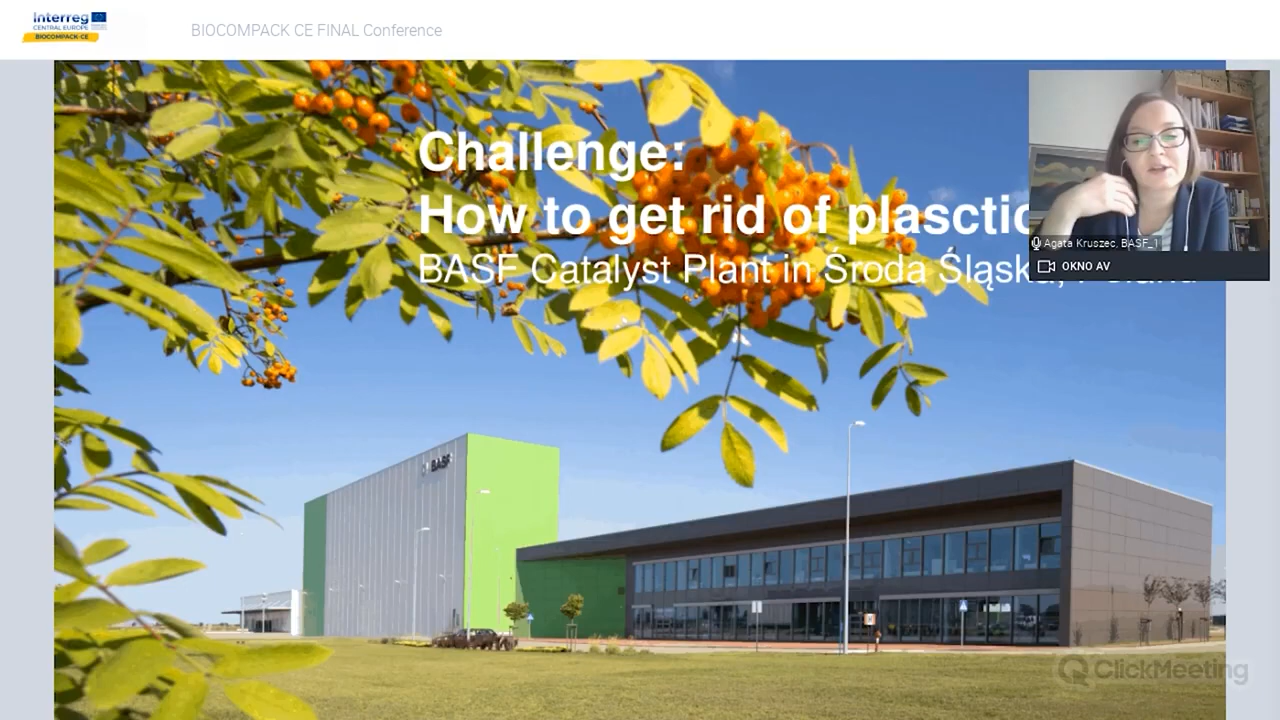 Interreg
CENTRAL EUROPE
BIOCOMPACK-CE
BIOCOMPACK CE FINAL Conference
Challenge:
How to get rid of plasctic
BASF Catalyst Plant in Środa Śląska,
Agata Kruszec, BASF_1
OKNO AV
BASF
ClickMeeting